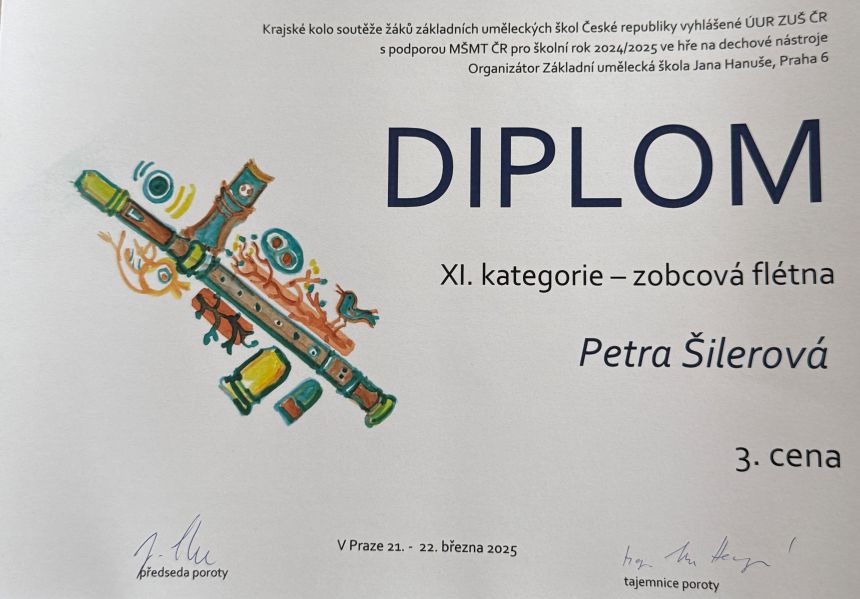 Krajské kolo soutěže žáků základních uměleckých škol České republiky vyhlášené ÚUR ZUŠ ČR
s podporou MŠMT ČR pro školní rok 2024/2025 ve hře na dechové nástroje
Organizátor Základní umělecká škola Jana Hanuše, Praha 6
DIPLOM
XI. kategorie – zobcová flétna
Petra Šilerová
3. cena
V Praze 21. - 22. března 2025
předseda poroty
tajemnice poroty